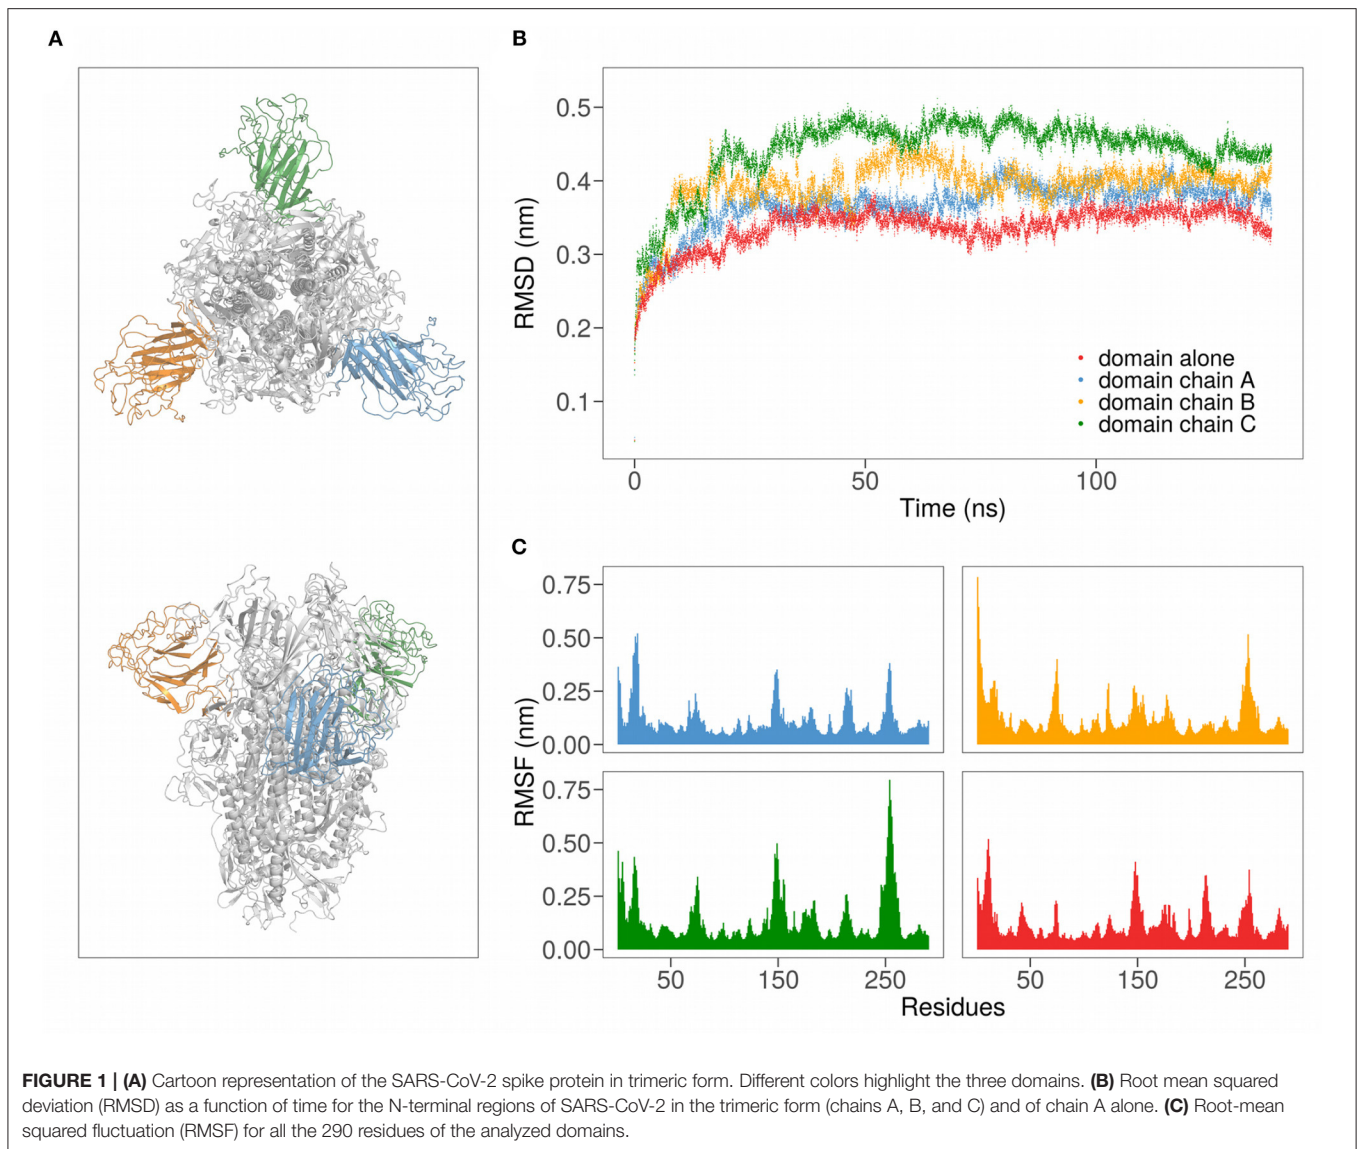 A
B
0.5
0.4
0.3
0.2
0.1
RMSD (nm)
domain alone
domain chain A
domain chain B
domain chain C
0 50 100
Time (ns)
C
0.75
0.50
0.25
0.00
0.75
0.50
0.25
0.00
RMSF (nm)
50 150 250 50 150 250
Residues
FIGURE 1 | (A) Cartoon representation of the SARS-CoV-2 spike protein in trimeric form. Different colors highlight the three domains. (B) Root mean squared
deviation (RMSD) as a function of time for the N-terminal regions of SARS-CoV-2 in the trimeric form (chains A, B, and C) and of chain A alone. (C) Root-mean
squared fluctuation (RMSF) for all the 290 residues of the analyzed domains.